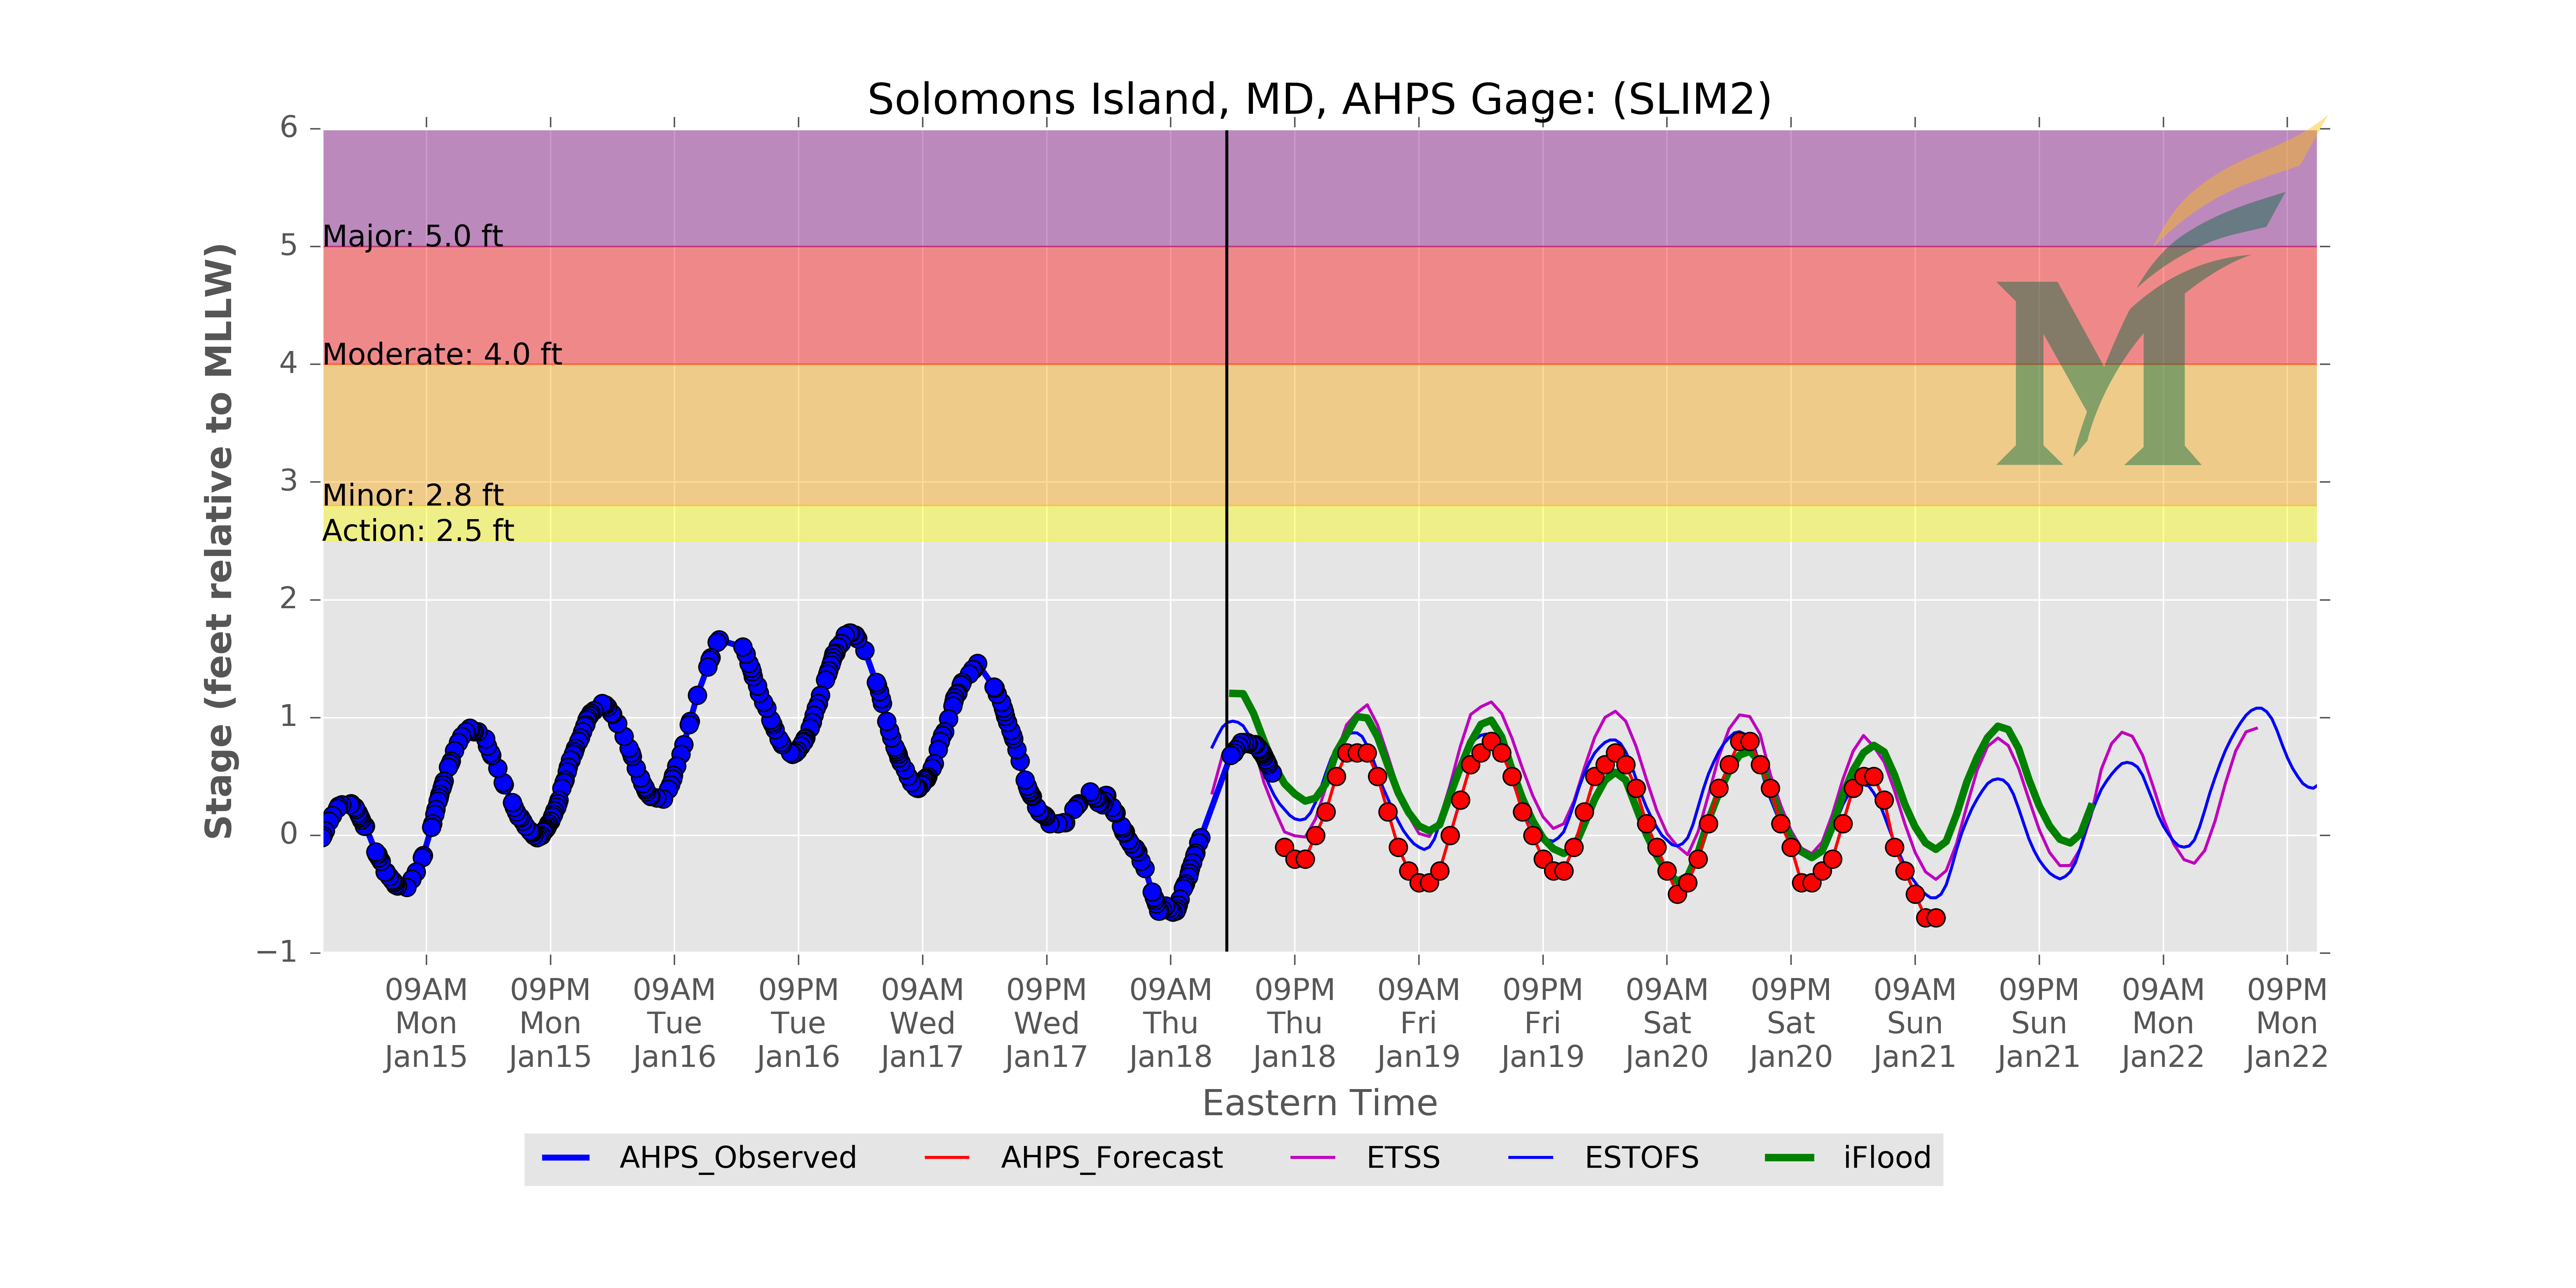 Solomons Island, MD, AHPS Gage: (SLIM2)
Stage (feet relative to MLLW)
6
5
4
3
2
1
0
−1
Major: 5.0 ft
Moderate: 4.0 ft
Minor: 2.8 ft
Action: 2.5 ft
M
09AM 09PM 09AM 09PM 09AM 09PM 09AM 09PM 09AM 09PM 09AM 09PM 09AM 09PM 09AM 09PM
Mon Mon Tue Tue Wed Wed Thu Thu Fri Fri Sat Sat Sun Sun Mon Mon
Jan15 Jan15 Jan16 Jan16 Jan17 Jan17 Jan18 Jan18 Jan19 Jan19 Jan20 Jan20 Jan21 Jan21 Jan22 Jan22
Eastern Time
AHPS_Observed AHPS_Forecast ETSS ESTOFS iFlood